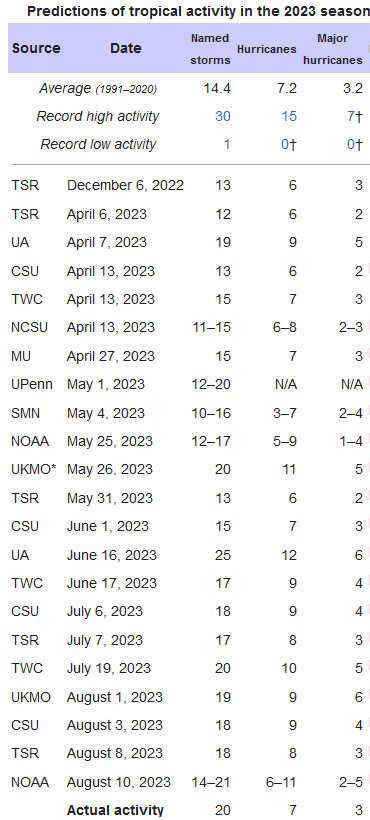 Predictions of tropical activity in the 2023 season
Source Date Named storms Hurricanes Major hurricanes
Average (1991–2020) 14.4 7.2 3.2
Record high activity 30 15 7†
Record low activity 1 0† 0†
TSR December 6, 2022 13 6 3
TSR April 6, 2023 12 6 2
UA April 7, 2023 19 9 5
CSU April 13, 2023 13 6 2
TWC April 13, 2023 15 7 3
NCSU April 13, 2023 11–15 6–8 2–3
MU April 27, 2023 15 7 3
UPenn May 1, 2023 12–20 N/A N/A
SMN May 4, 2023 10–16 3–7 2–4
NOAA May 25, 2023 12–17 5–9 1–4
UKMO* May 26, 2023 20 11 5
TSR May 31, 2023 13 6 2
CSU June 1, 2023 15 7 3
UA June 16, 2023 25 12 6
TWC June 17, 2023 17 9 4
CSU July 6, 2023 18 9 4
TSR July 7, 2023 17 8 3
TWC July 19, 2023 20 10 5
UKMO August 1, 2023 19 9 6
CSU August 3, 2023 18 9 4
TSR August 8, 2023 18 8 3
NOAA August 10, 2023 14–21 6–11 2–5
Actual activity 20 7 3